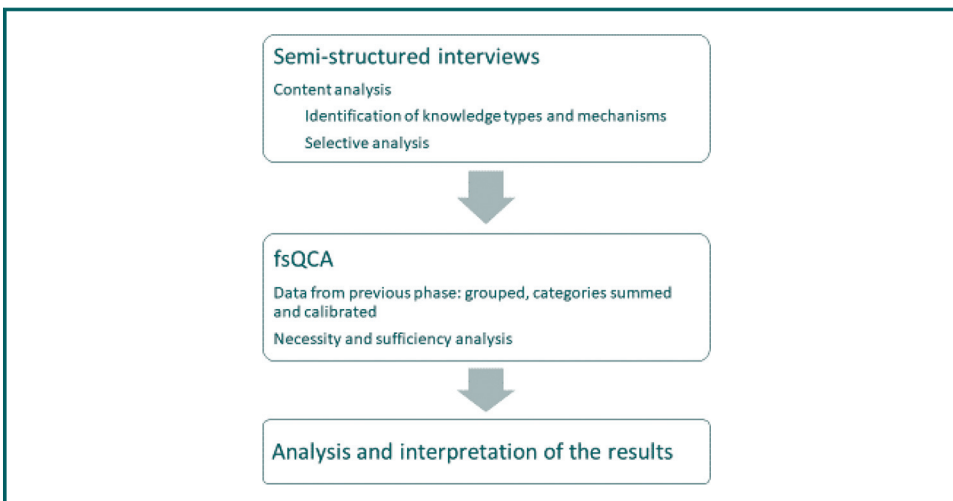 Semi-structured interviews
Content analysis
Identification of knowledge types and mechanisms
Selective analysis
fsQCA
Data from previous phase: grouped, categories summed
and calibrated
Necessity and sufficiency analysis
Analysis and interpretation of the results